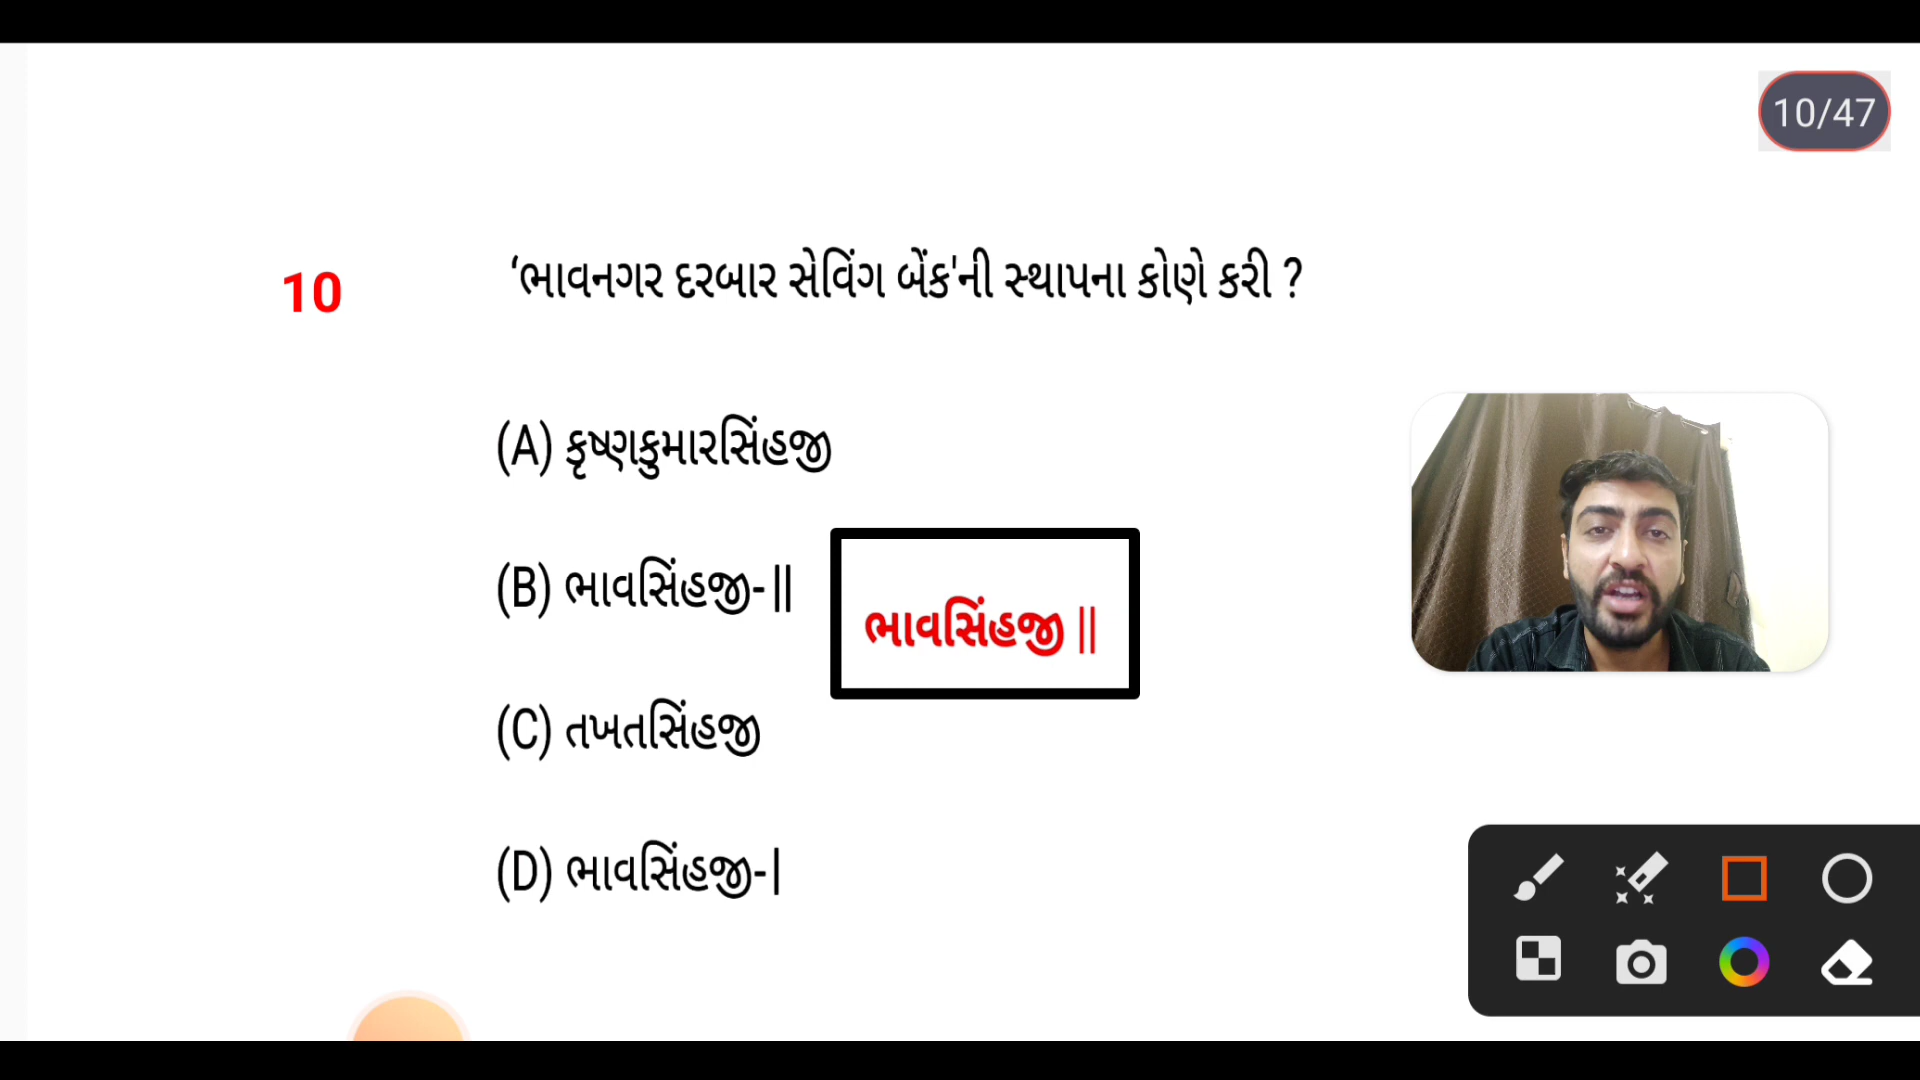 10/47
10 ‘ભાવનગર દરબાર સેવિંગ બેંક'ની સ્થાપના કોણે કરી ?
(A) કૃષ્ણકુમારસિંહજી
(B) ભાવસિંહજી-||
ભાવસિંહજી ||
(C) તખતસિંહજી
(D) ભાવસિંહજી-|